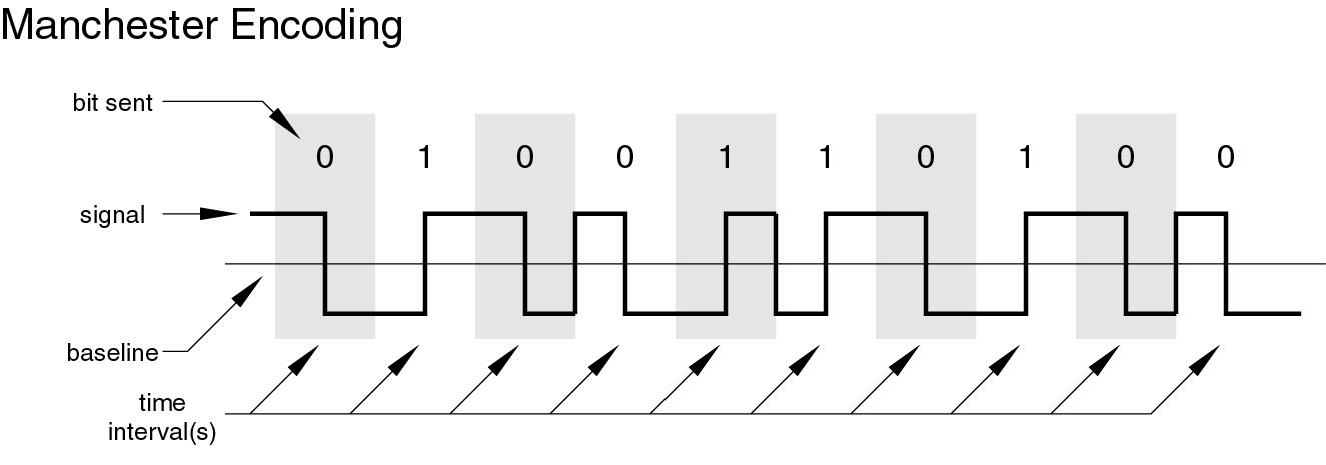 Manchester Encoding
bit sent
0 1 0 0 1 1 0 1 0 0
signal
baseline
time
interval(s)